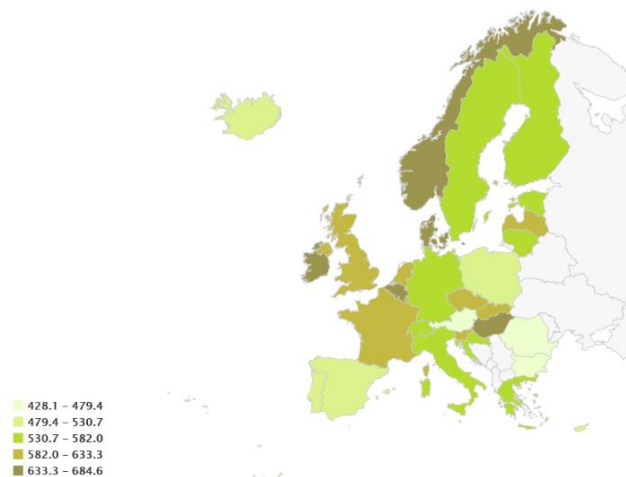 428.1 – 479.4
479.4 – 530.7
530.7 – 582.0
582.0 – 633.3
633.3 – 684.6